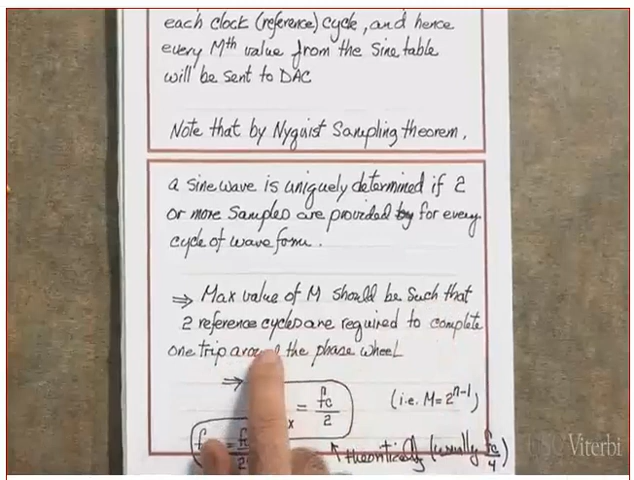 each clock (reference) cycle, and hence
every Mth value from the sine table
will be sent to DAC
Note that by Nyquist Sampling theorem,
a sine wave is uniquely determined if 2
or more samples are provided for every
cycle of wave form.
⇒ Max value of M should be such that
2 reference cycles are required to complete
one trip around the phase wheel
⇒ = fc/2 (i.e. M = 2^(n-1))
theoritically (usually fc/4)
USC Viterbi